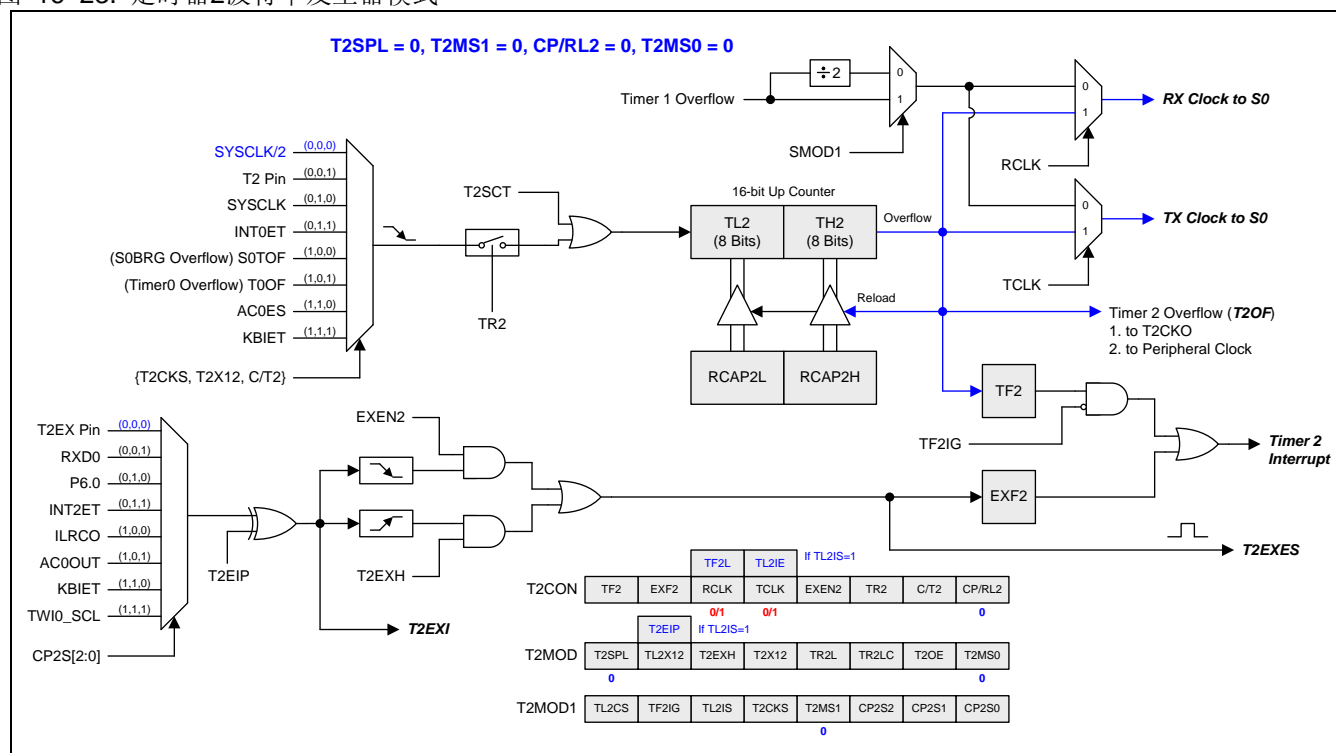 T2SPL = 0, T2MS1 = 0, CP/RL2 = 0, T2MS0 = 0
÷2
0
1
Timer 1 Overflow
SMOD1
0
1
RX Clock to S0
RCLK
0
1
TX Clock to S0
TCLK
SYSCLK/2 (0,0,0)
T2 Pin (0,0,1)
SYSCLK (0,1,0)
INT0ET (0,1,1)
(S0BRG Overflow) S0TOF (1,0,0)
(Timer0 Overflow) T0OF (1,0,1)
AC0ES (1,1,0)
KBIET (1,1,1)
{T2CKS, T2X12, C/T2}
T2SCT
TR2
16-bit Up Counter
TL2 (8 Bits)
TH2 (8 Bits)
Overflow
Reload
RCAP2L
RCAP2H
Timer 2 Overflow (T2OF)
1. to T2CKO
2. to Peripheral Clock
TF2
TF2IG
Timer 2
Interrupt
EXF2
T2EXES
T2EX Pin (0,0,0)
RXD0 (0,0,1)
P6.0 (0,1,0)
INT2ET (0,1,1)
ILRCO (1,0,0)
AC0OUT (1,0,1)
KBIET (1,1,0)
TWI0_SCL (1,1,1)
CP2S[2:0]
T2EIP
EXEN2
T2EXH
T2EXI
TF2L TL2IE If TL2IS=1
T2CON TF2 EXF2 RCLK TCLK EXEN2 TR2 C/T2 CP/RL2
0/1 0/1 0
T2EIP If TL2IS=1
T2MOD T2SPL TL2X12 T2EXH T2X12 TR2L TR2LC T2OE T2MS0
0 0
T2MOD1 TL2CS TF2IG TL2IS T2CKS T2MS1 CP2S2 CP2S1 CP2S0
0